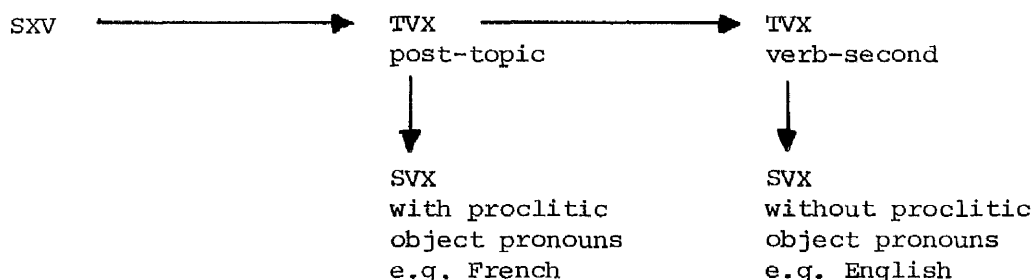 SXV TVX TVX
post-topic verb-second
SVX SVX
with proclitic without proclitic
object pronouns object pronouns
e.g. French e.g. English